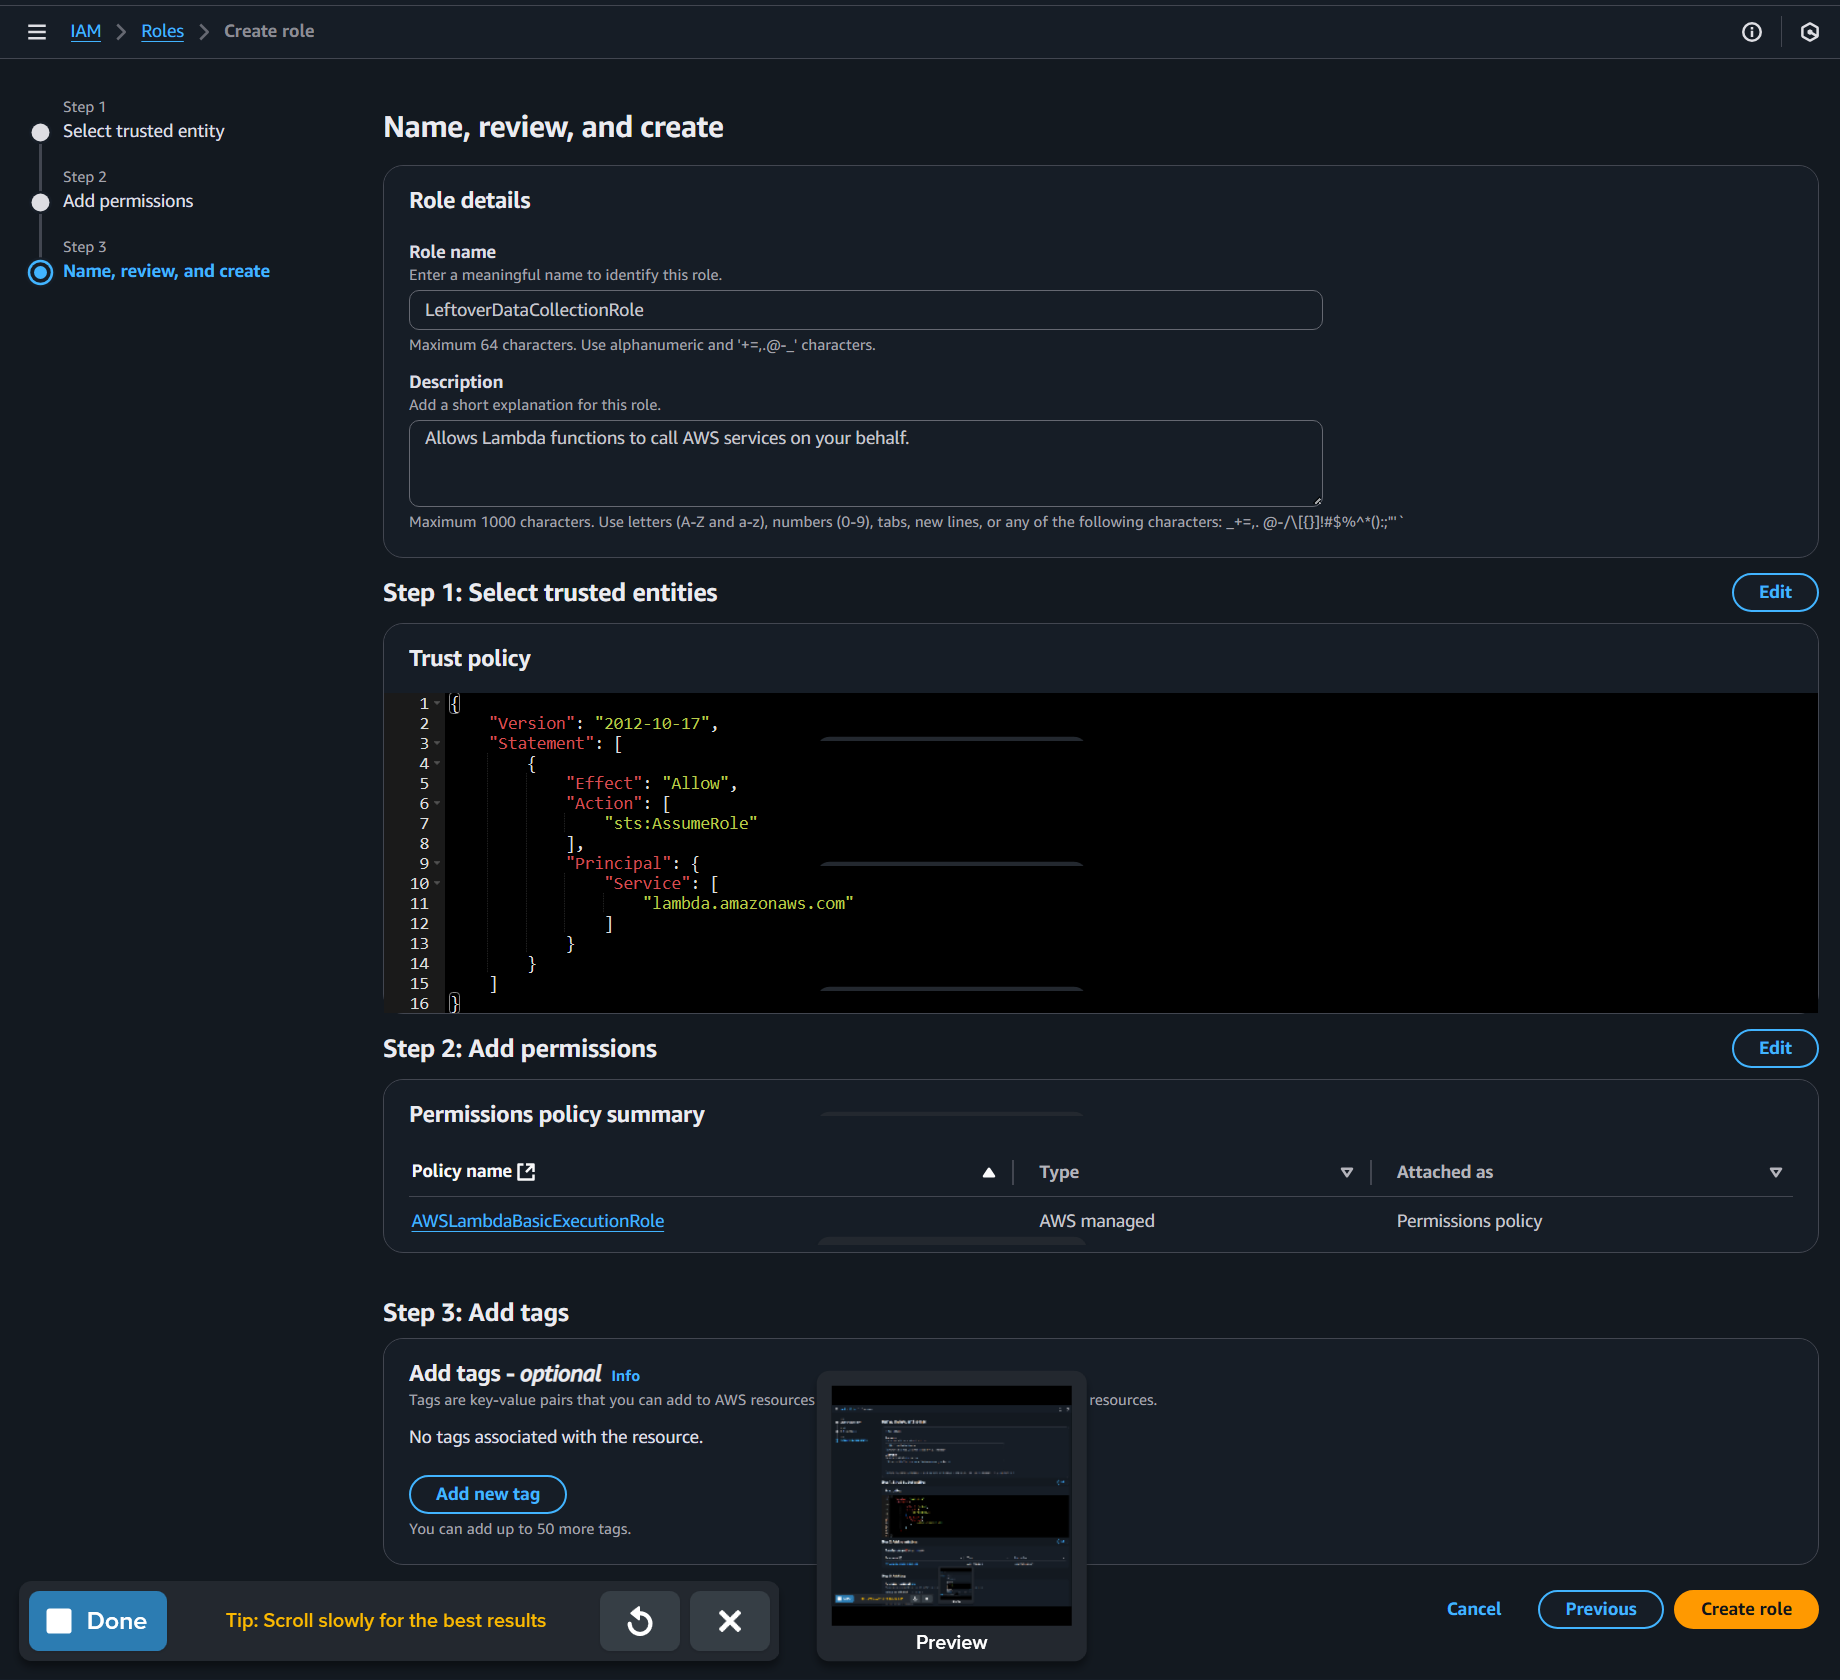 IAM > Roles > Create role
Step 1
Select trusted entity
Step 2
Add permissions
Step 3
Name, review, and create
Name, review, and create
Role details
Role name
Enter a meaningful name to identify this role.
LeftoverDataCollectionRole
Maximum 64 characters. Use alphanumeric and '+=,.@-_' characters.
Description
Add a short explanation for this role.
Allows Lambda functions to call AWS services on your behalf.
Maximum 1000 characters. Use letters (A-Z and a-z), numbers (0-9), tabs, new lines, or any of the following characters: _+=,. @-/\[{}]!#$%^*();:"'`
Step 1: Select trusted entities
Edit
Trust policy
1 {
2 "Version": "2012-10-17",
3 "Statement": [
4 {
5 "Effect": "Allow",
6 "Action": [
7 "sts:AssumeRole"
8 ],
9 "Principal": {
10 "Service": [
11 "lambda.amazonaws.com"
12 ]
13 }
14 }
15 ]
16 }
Step 2: Add permissions
Edit
Permissions policy summary
Policy name Type Attached as
AWSLambdaBasicExecutionRole AWS managed Permissions policy
Step 3: Add tags
Add tags - optional Info
Tags are key-value pairs that you can add to AWS resources resources.
No tags associated with the resource.
Add new tag
You can add up to 50 more tags.
Done
Tip: Scroll slowly for the best results
Preview
Cancel
Previous
Create role